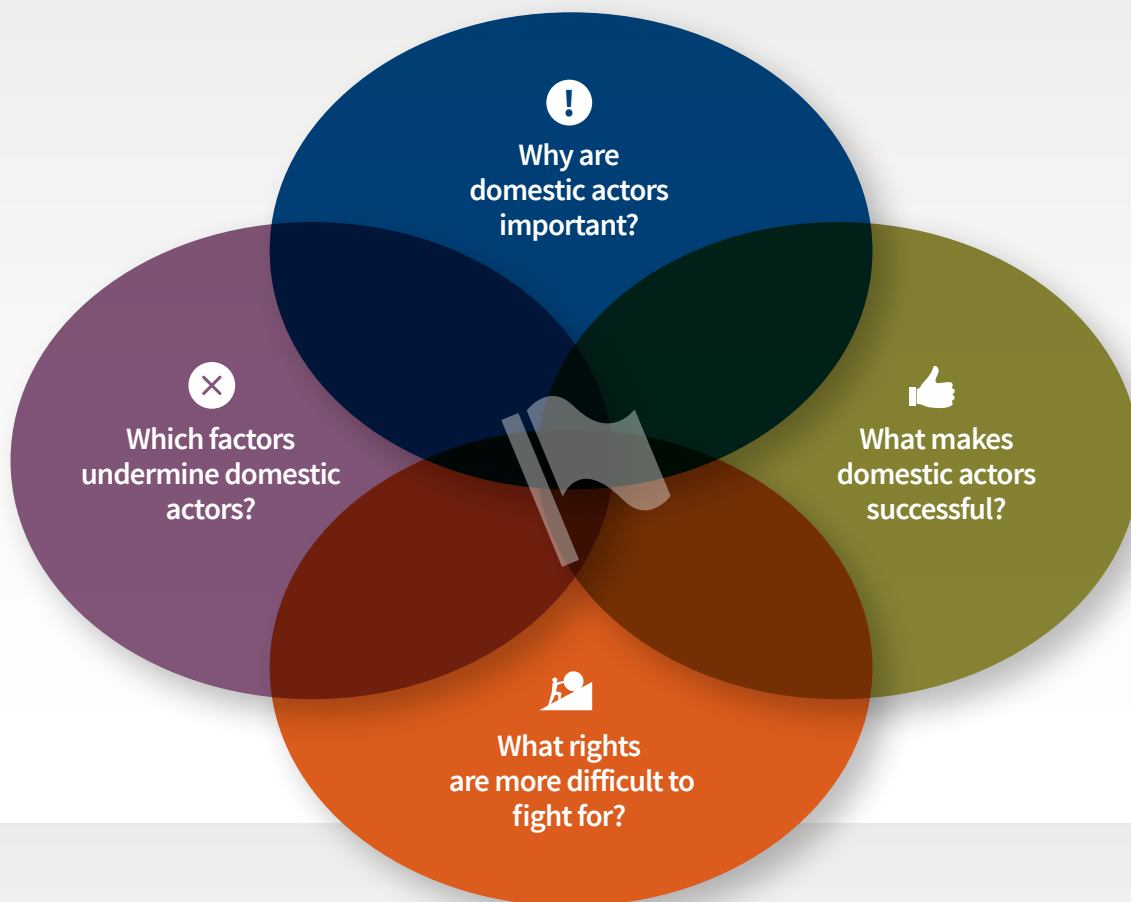 Why are
domestic actors
important?
Which factors
undermine domestic
actors?
What makes
domestic actors
successful?
What rights
are more difficult to
fight for?